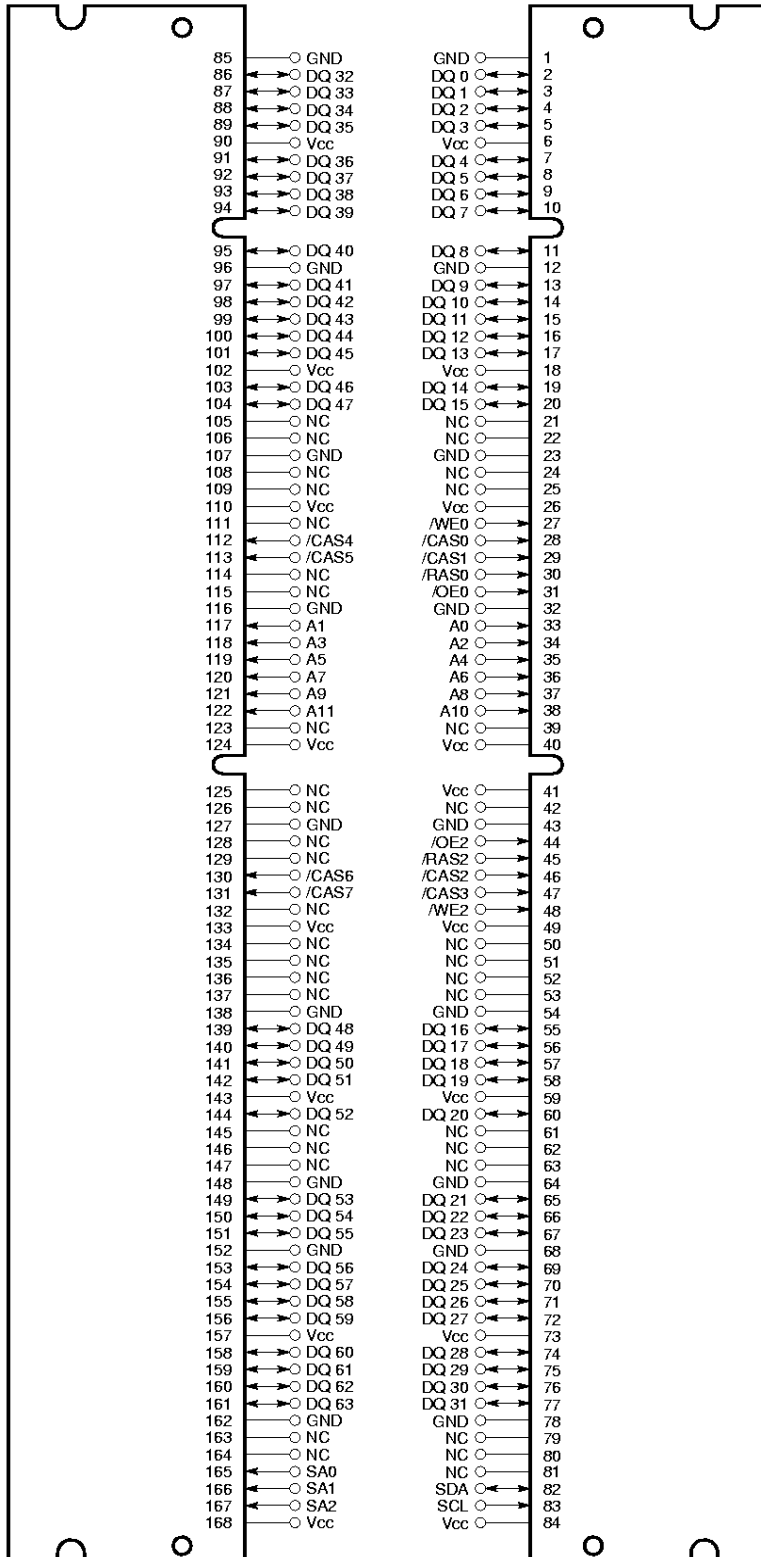 85 GND GND 1
86 DQ 32 DQ 0 2
87 DQ 33 DQ 1 3
88 DQ 34 DQ 2 4
89 DQ 35 DQ 3 5
90 Vcc Vcc 6
91 DQ 36 DQ 4 7
92 DQ 37 DQ 5 8
93 DQ 38 DQ 6 9
94 DQ 39 DQ 7 10
95 DQ 40 DQ 8 11
96 GND GND 12
97 DQ 41 DQ 9 13
98 DQ 42 DQ 10 14
99 DQ 43 DQ 11 15
100 DQ 44 DQ 12 16
101 DQ 45 DQ 13 17
102 Vcc Vcc 18
103 DQ 46 DQ 14 19
104 DQ 47 DQ 15 20
105 NC NC 21
106 NC NC 22
107 GND GND 23
108 NC NC 24
109 NC NC 25
110 Vcc Vcc 26
111 NC /WE0 27
112 /CAS4 /CAS0 28
113 /CAS5 /CAS1 29
114 NC /RAS0 30
115 NC /OE0 31
116 GND GND 32
117 A1 A0 33
118 A3 A2 34
119 A5 A4 35
120 A7 A6 36
121 A9 A8 37
122 A11 A10 38
123 NC NC 39
124 Vcc Vcc 40
125 NC Vcc 41
126 NC NC 42
127 GND GND 43
128 NC /OE2 44
129 NC /RAS2 45
130 /CAS6 /CAS2 46
131 /CAS7 /CAS3 47
132 NC /WE2 48
133 Vcc Vcc 49
134 NC NC 50
135 NC NC 51
136 NC NC 52
137 NC NC 53
138 GND GND 54
139 DQ 48 DQ 16 55
140 DQ 49 DQ 17 56
141 DQ 50 DQ 18 57
142 DQ 51 DQ 19 58
143 Vcc Vcc 59
144 DQ 52 DQ 20 60
145 NC NC 61
146 NC NC 62
147 NC NC 63
148 GND GND 64
149 DQ 53 DQ 21 65
150 DQ 54 DQ 22 66
151 DQ 55 DQ 23 67
152 GND GND 68
153 DQ 56 DQ 24 69
154 DQ 57 DQ 25 70
155 DQ 58 DQ 26 71
156 DQ 59 DQ 27 72
157 Vcc Vcc 73
158 DQ 60 DQ 28 74
159 DQ 61 DQ 29 75
160 DQ 62 DQ 30 76
161 DQ 63 DQ 31 77
162 GND GND 78
163 NC NC 79
164 NC NC 80
165 SA0 NC 81
166 SA1 SDA 82
167 SA2 SCL 83
168 Vcc Vcc 84